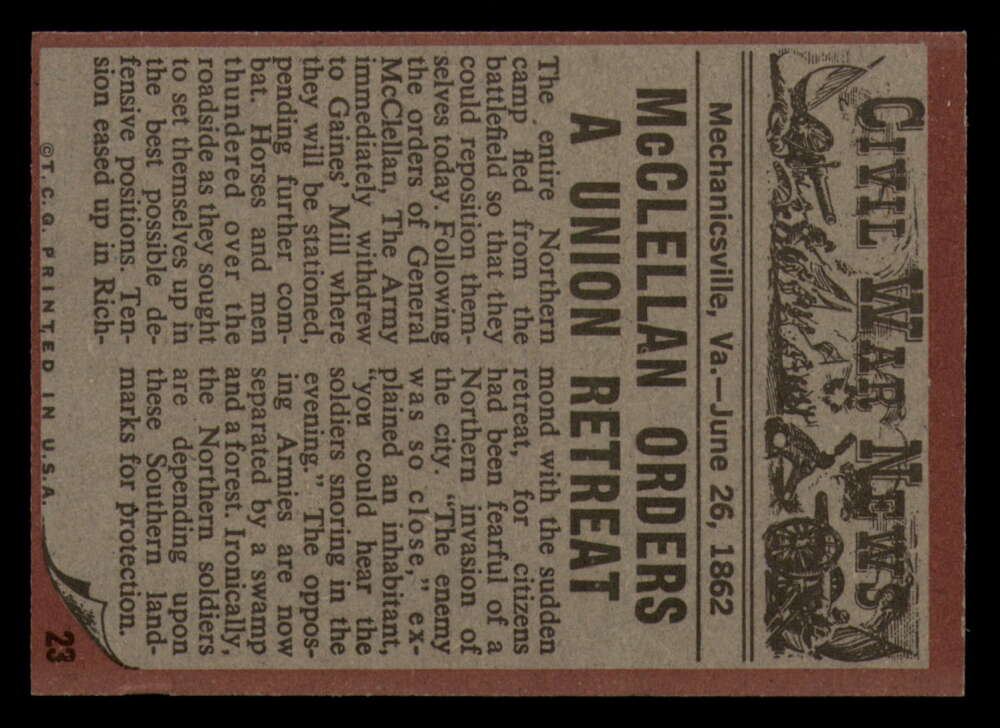 CIVIL WAR NEWS
Mechanicsville, Va.—June 26, 1862
McCLELLAN ORDERS
A UNION RETREAT
The entire Northern
camp fled from the
battlefield so that they
could reposition them-
selves today. Following
the orders of General
McClellan, The Army
immediately withdrew
to Gaines' Mill where
they will be stationed,
pending further com-
bat. Horses and men
thundered over the
roadside as they sought
to set themselves up in
the best possible de-
fensive positions. Ten-
sion eased up in Rich-
mond with the sudden
retreat, for citizens
had been fearful of a
Northern invasion of
the city. "The enemy
was so close," ex-
plained an inhabitant,
"you could hear the
soldiers snoring in the
evening." The oppos-
ing Armies are now
separated by a swamp
and a forest. Ironically,
the Northern soldiers
are depending upon
these Southern land-
marks for protection.
©T.C.G. PRINTED IN U.S.A.
23